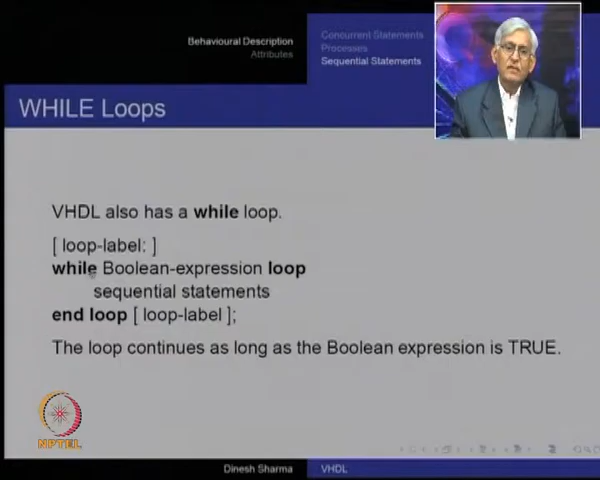 Behavioural Description
Attributes
Concurrent Statements
Processes
Sequential Statements
WHILE Loops
VHDL also has a while loop.
[ loop-label: ]
while Boolean-expression loop
sequential statements
end loop [ loop-label ];
The loop continues as long as the Boolean expression is TRUE.
NPTEL
Dinesh Sharma
VHDL